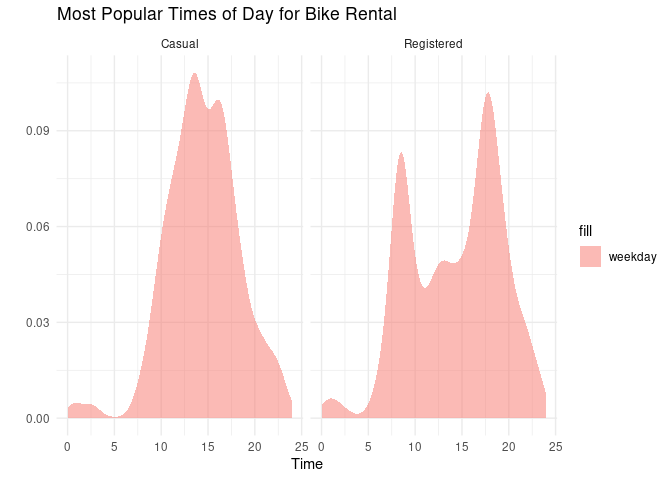 Most Popular Times of Day for Bike Rental
Casual
Registered
0.09
0.06
0.03
0.00
0 5 10 15 20 25
0 5 10 15 20 25
Time
fill
weekday